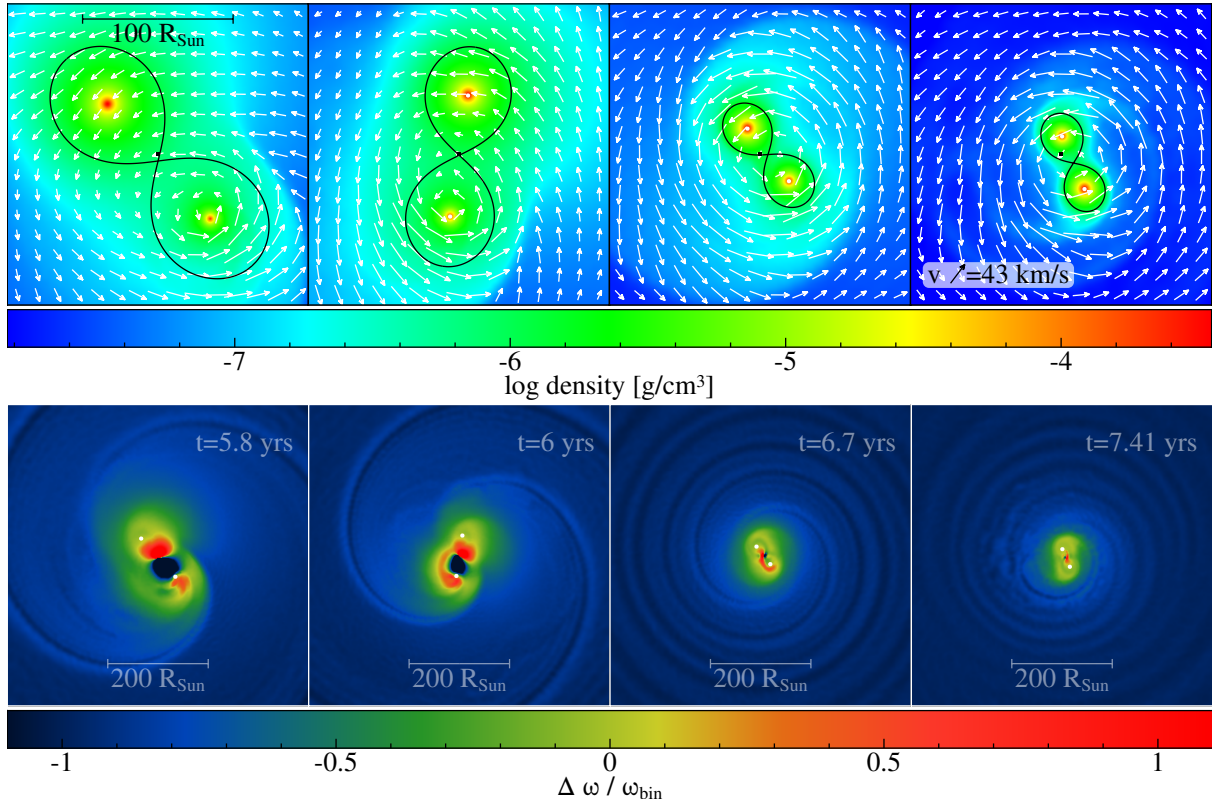 100 R_Sun
v ↗=43 km/s
-7 -6 -5 -4
log density [g/cm³]
t=5.8 yrs t=6 yrs t=6.7 yrs t=7.41 yrs
200 R_Sun 200 R_Sun 200 R_Sun 200 R_Sun
-1 -0.5 0 0.5 1
Δ ω / ω_bin